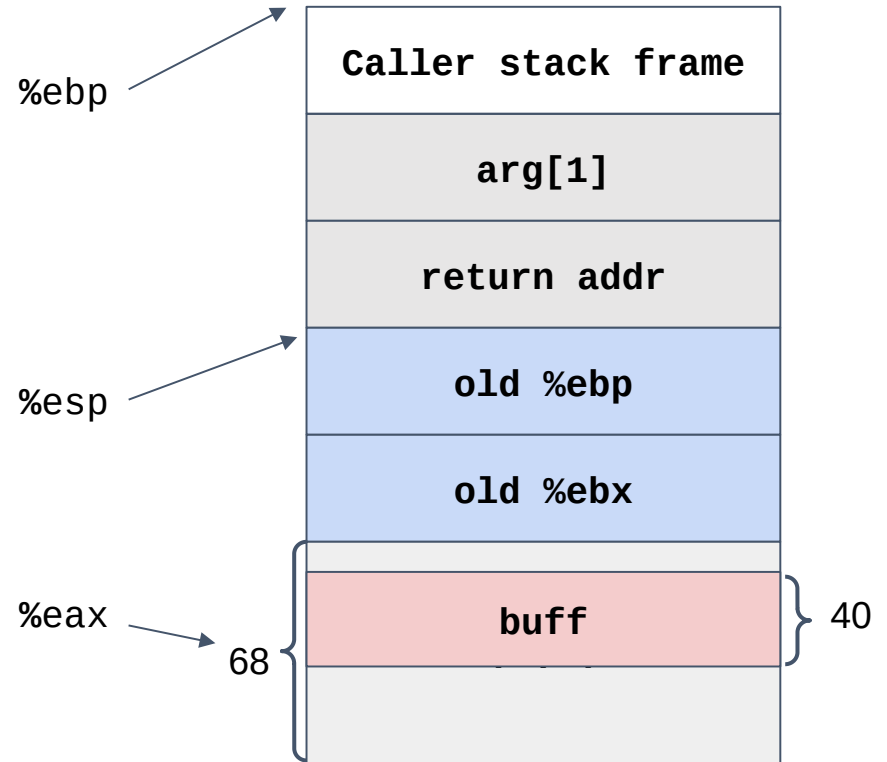 Caller stack frame
%ebp
arg[1]
return addr
old %ebp
%esp
old %ebx
%eax
buff
40
68